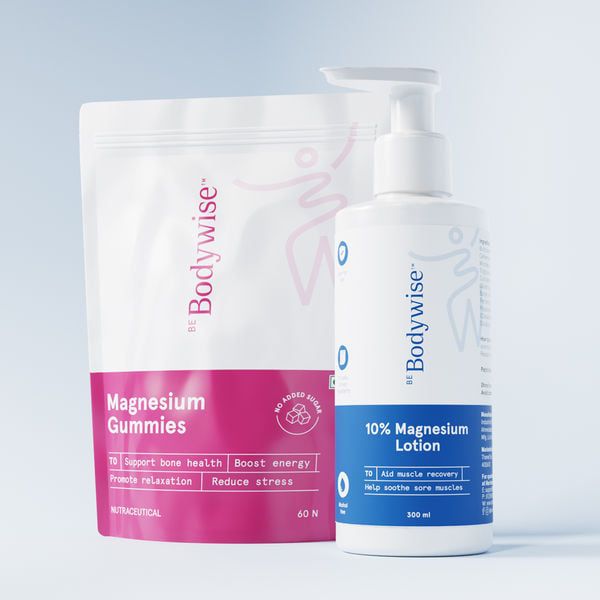 BE Bodywise™
Magnesium
Gummies
NO ADDED SUGAR
TO Support bone health Boost energy
Promote relaxation Reduce stress
NUTRACEUTICAL
60 N
BE Bodywise™
10% Magnesium
Lotion
TO Aid muscle recovery
Help soothe sore muscles
300 ml